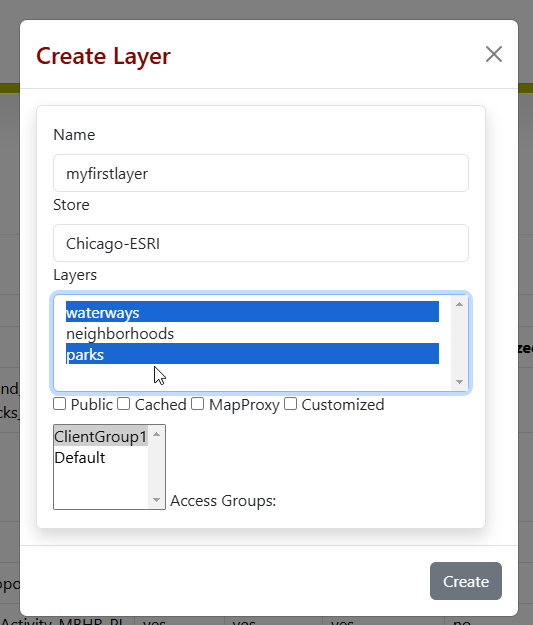 Create Layer
Name
myfirstlayer
Store
Chicago-ESRI
Layers
waterways
neighborhoods
parks
Public Cached MapProxy Customized
ClientGroup1
Default
Access Groups:
Create